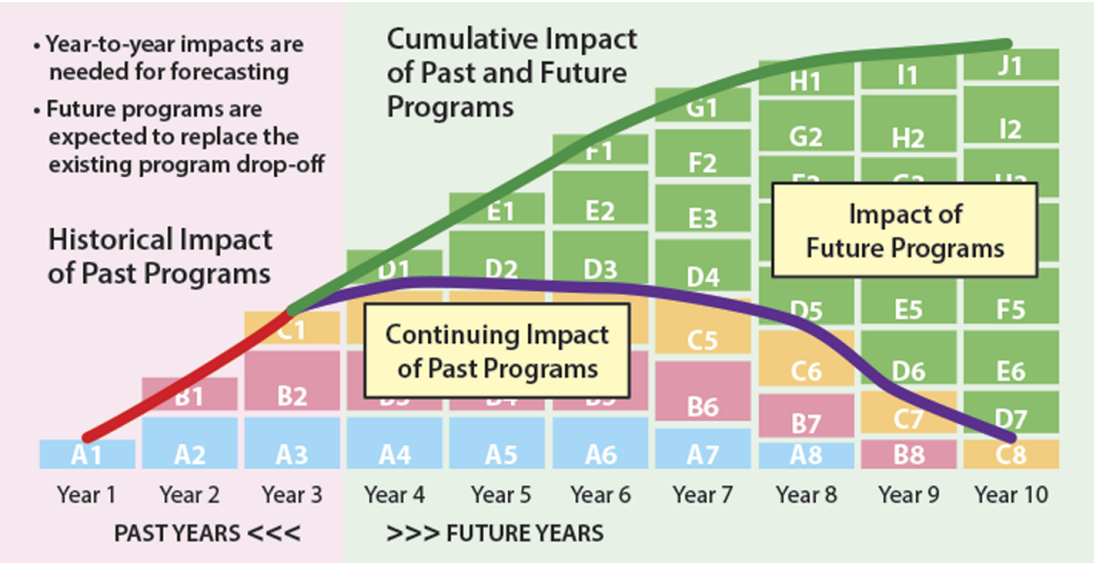 • Year-to-year impacts are
needed for forecasting
• Future programs are
expected to replace the
existing program drop-off
Cumulative Impact
of Past and Future
Programs
Historical Impact
of Past Programs
Continuing Impact
of Past Programs
Impact of
Future Programs
H1 I1 J1
G1 G2 H2 I2
F1 F2
E1 E2 E3
D1 D2 D3 D4 D5 E5 F5
C1 C5 C6 D6 E6
B1 B2 B6 B7 C7 D7
A1 A2 A3 A4 A5 A6 A7 A8 B8 C8
Year 1 Year 2 Year 3 Year 4 Year 5 Year 6 Year 7 Year 8 Year 9 Year 10
PAST YEARS <<< >>> FUTURE YEARS